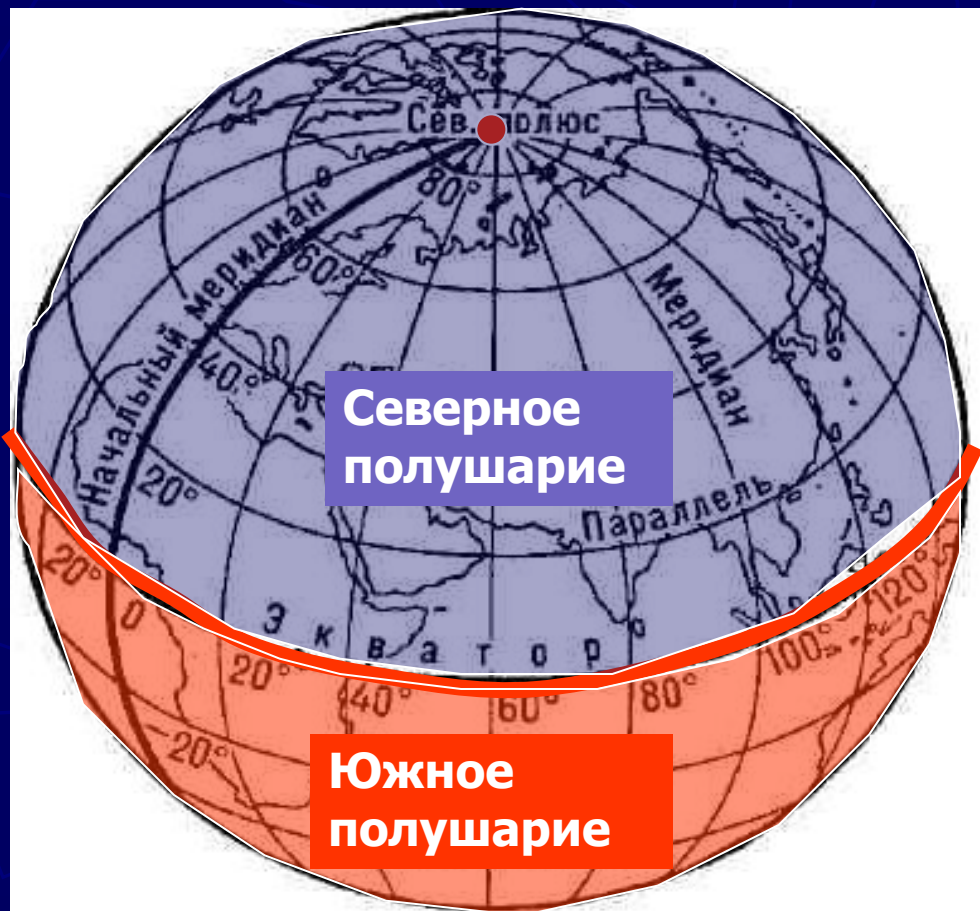 Сев. полюс
80°
Начальный меридиан
60°
Меридиан
40°
Северное
полушарие
20°
Параллель
20°
0
Экватор
120°
100°
20°
40°
60°
80°
20°
Южное
полушарие